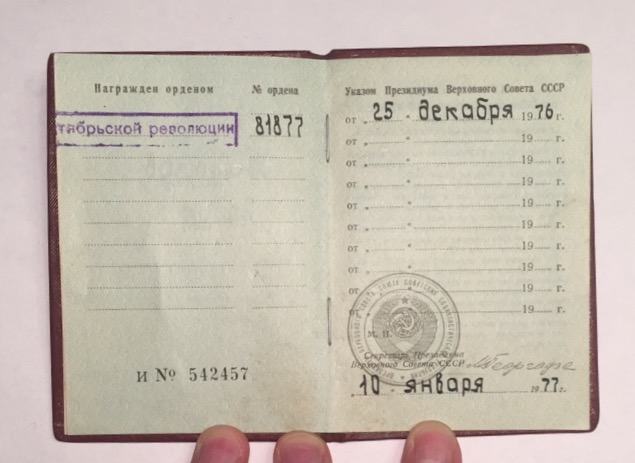 Награжден орденом
№ ордена
тябрьской революции
81877
И № 542457
Указом Президиума Верховного Совета СССР
от „ 25 " декабря 1976 г.
от „ " 19 г.
от „ " 19 г.
от „ " 19 г.
от „ " 19 г.
от „ " 19 г.
от „ " 19 г.
от „ " 19 г.
от „ " 19 г.
от „ " 19 г.
М. П.
Секретарь Президиума
Верховного Совета СССР
М Георгадзе
„ 10 " января 1977 г.